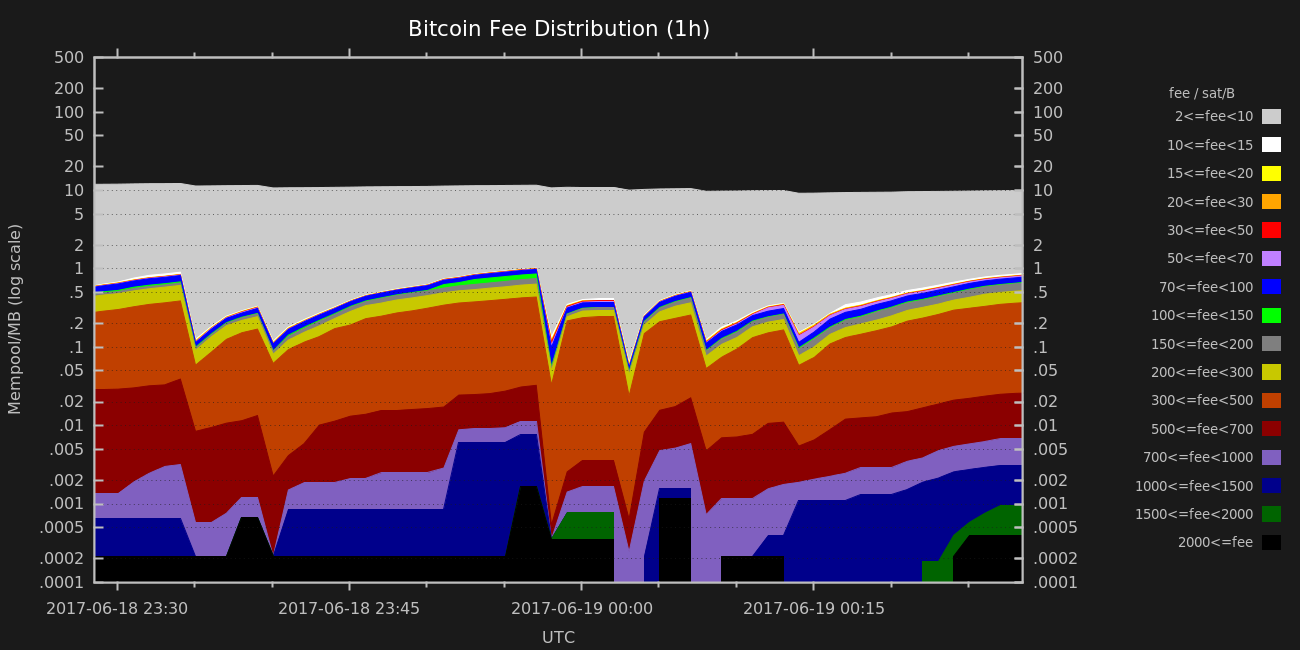 Bitcoin Fee Distribution (1h)
500 500
200 200
100 100
50 50
20 20
10 10
5 5
2 2
1 1
.5 .5
.2 .2
.1 .1
.05 .05
.02 .02
.01 .01
.005 .005
.002 .002
.001 .001
.0005 .0005
.0002 .0002
.0001 .0001
Mempool/MB (log scale)
2017-06-18 23:30 2017-06-18 23:45 2017-06-19 00:00 2017-06-19 00:15
UTC
fee / sat/B
2<=fee<10
10<=fee<15
15<=fee<20
20<=fee<30
30<=fee<50
50<=fee<70
70<=fee<100
100<=fee<150
150<=fee<200
200<=fee<300
300<=fee<500
500<=fee<700
700<=fee<1000
1000<=fee<1500
1500<=fee<2000
2000<=fee